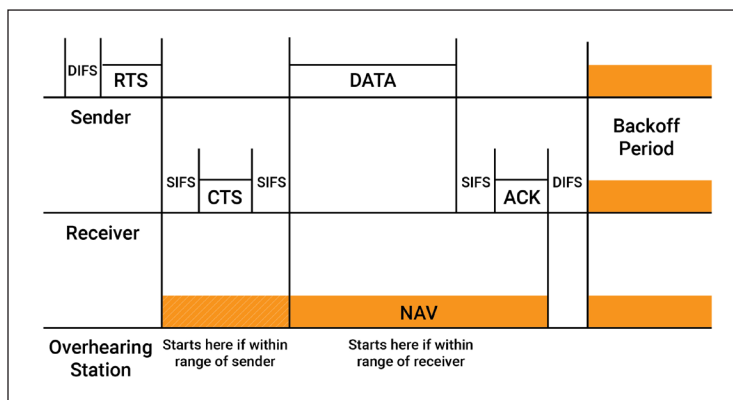 DIFS
RTS
DATA
Sender
Backoff
Period
SIFS
CTS
SIFS
SIFS
ACK
DIFS
Receiver
NAV
Overhearing
Station
Starts here if within
range of sender
Starts here if within
range of receiver